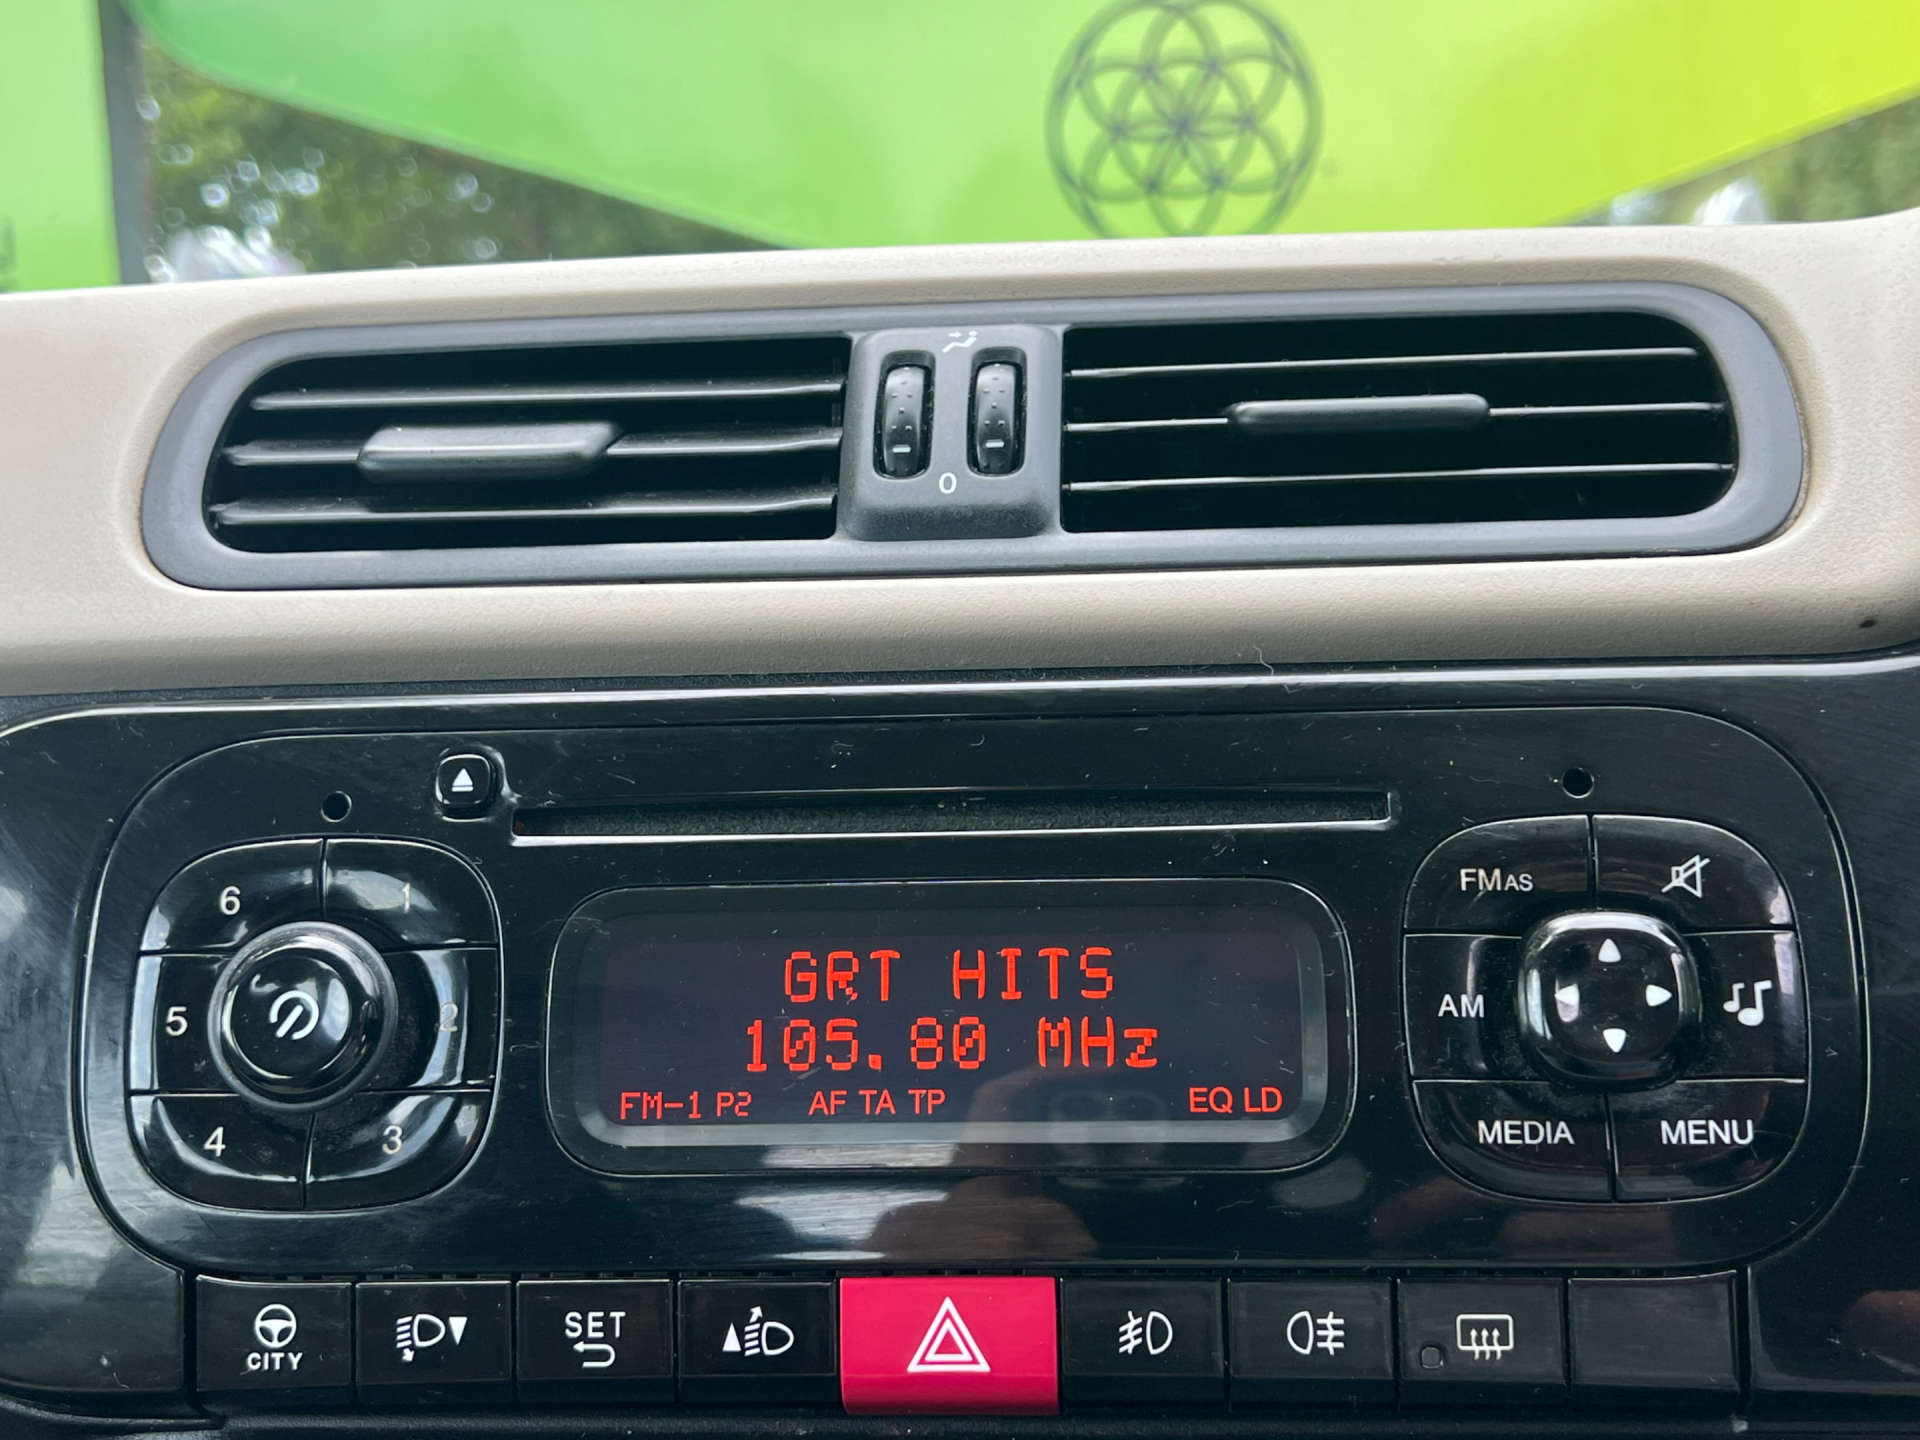 0
6
1
5
2
4
3
GRT HITS
105.80 MHz
FM-1 P2 AF TA TP EQ LD
FMAS
AM
MEDIA
MENU
CITY
SET